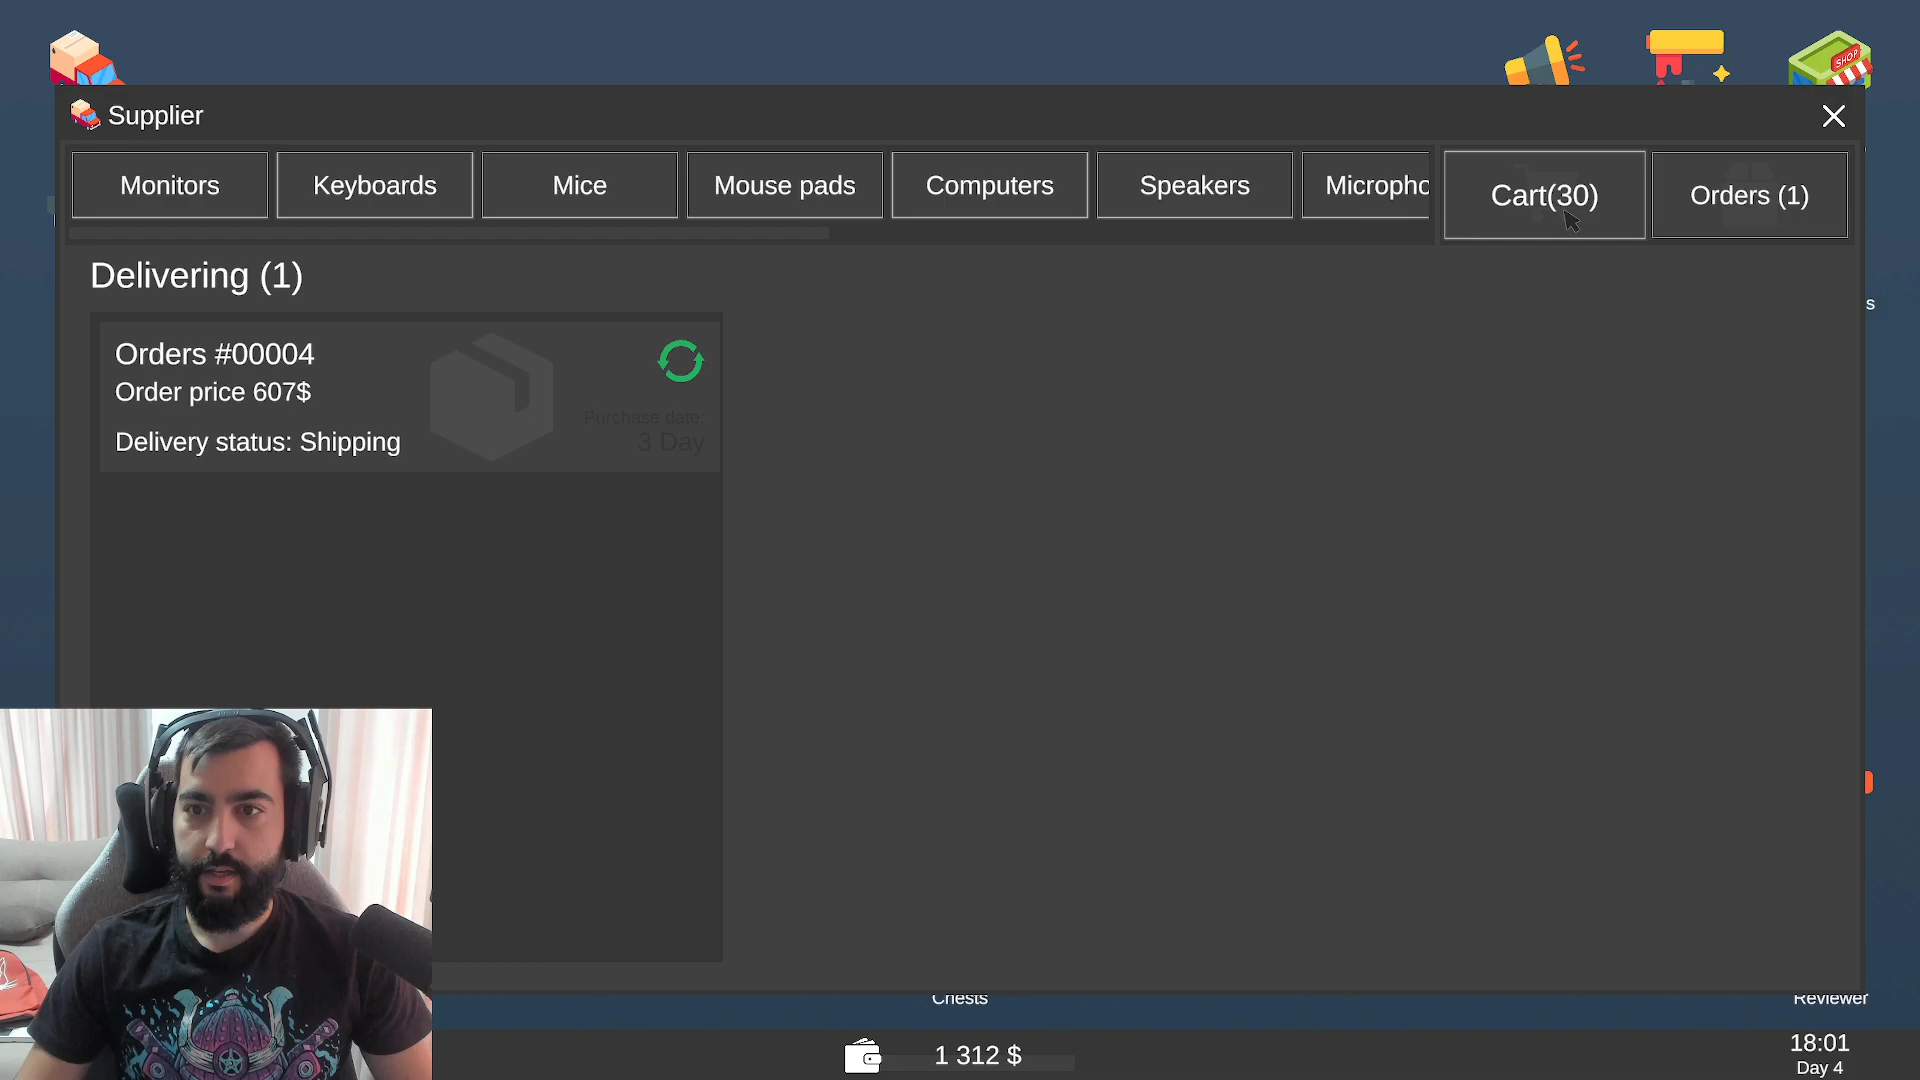 SHOP
Supplier
Monitors
Keyboards
Mice
Mouse pads
Computers
Speakers
Micropho
Cart(30)
Orders (1)
Delivering (1)
Orders #00004
Order price 607$
Purchase date:
3 Day
Delivery status: Shipping
s
Chests
Reviewer
1 312 $
18:01
Day 4